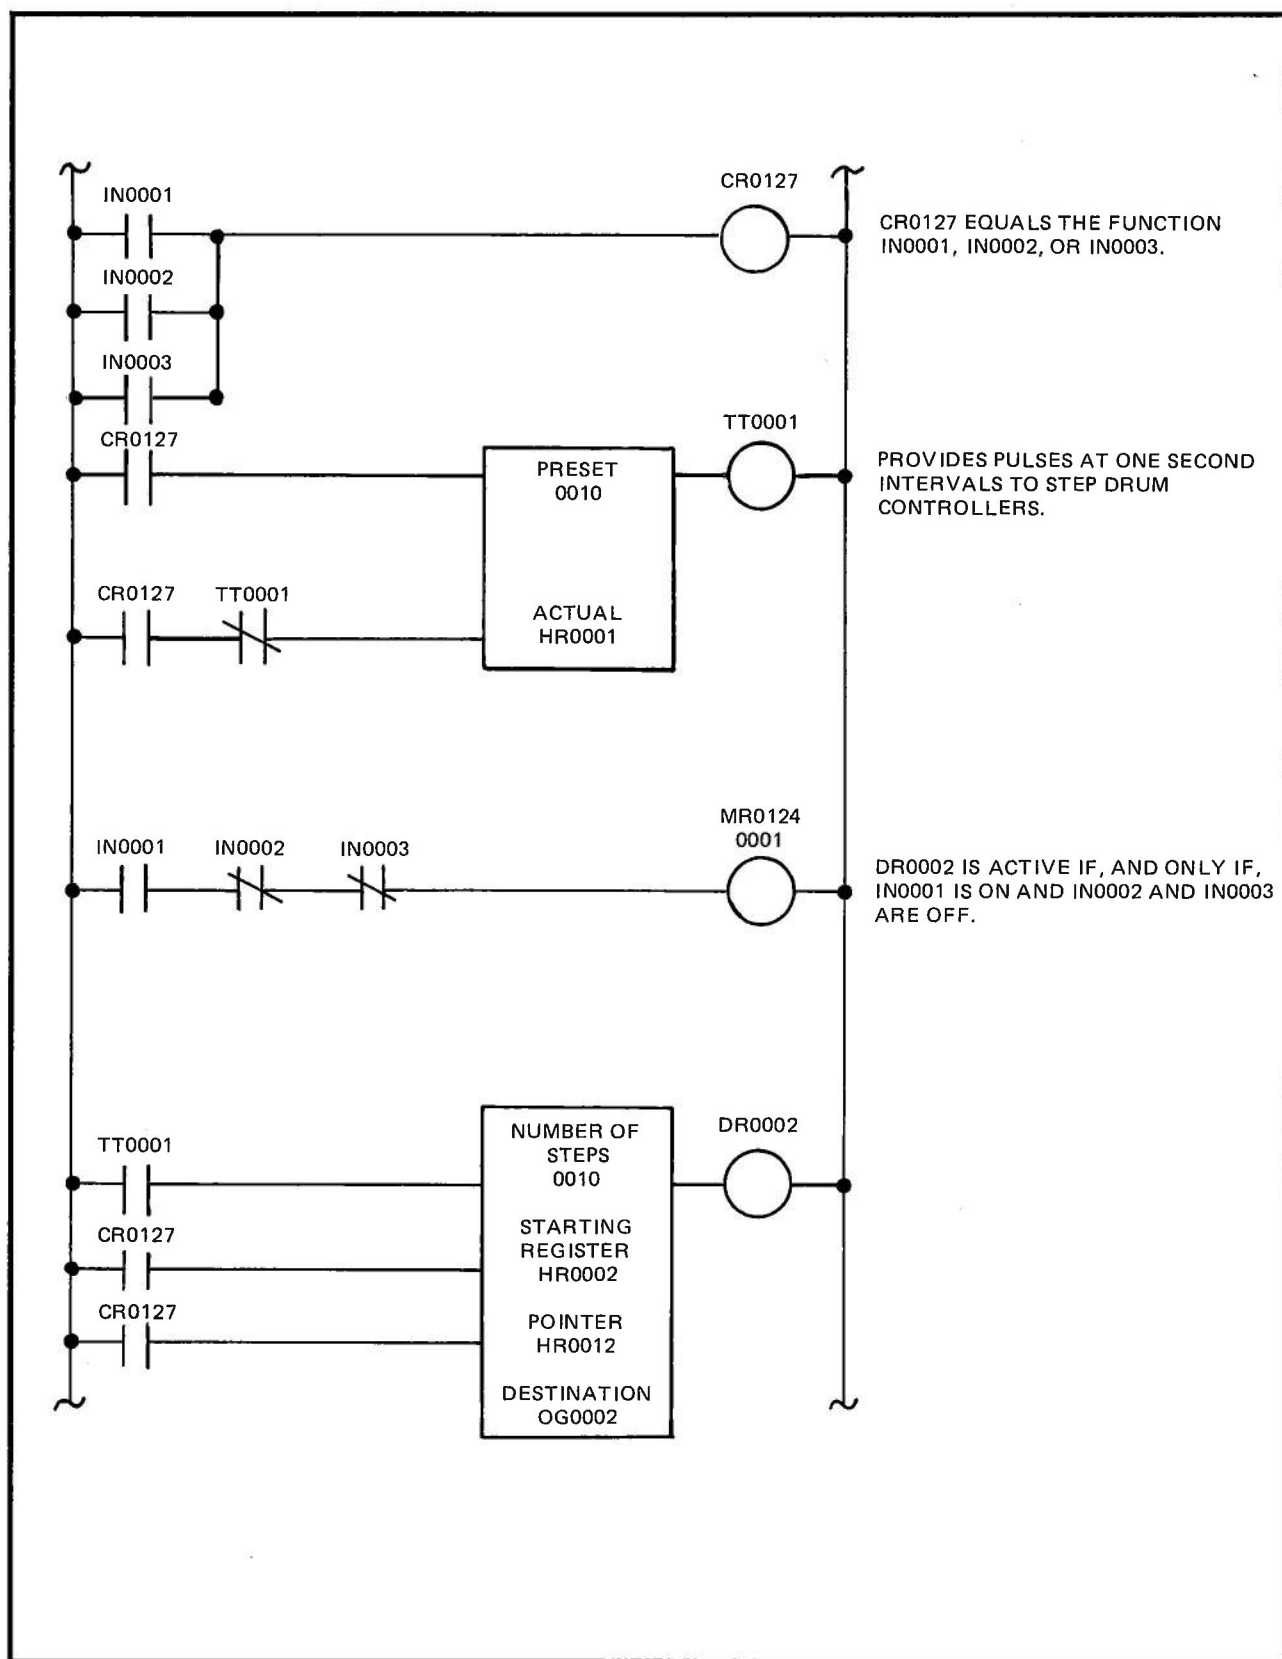 IN0001
CR0127
CR0127 EQUALS THE FUNCTION
IN0001, IN0002, OR IN0003.
IN0002
IN0003
CR0127
PRESET
0010
TT0001
PROVIDES PULSES AT ONE SECOND
INTERVALS TO STEP DRUM
CONTROLLERS.
CR0127
TT0001
ACTUAL
HR0001
IN0001
IN0002
IN0003
MR0124
0001
DR0002 IS ACTIVE IF, AND ONLY IF,
IN0001 IS ON AND IN0002 AND IN0003
ARE OFF.
TT0001
CR0127
CR0127
NUMBER OF
STEPS
0010
STARTING
REGISTER
HR0002
POINTER
HR0012
DESTINATION
OG0002
DR0002